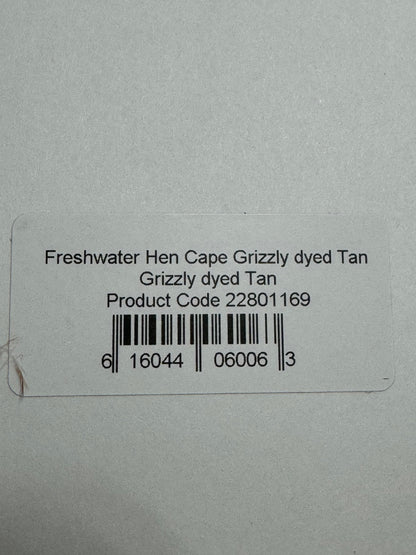 Freshwater Hen Cape Grizzly dyed Tan
Grizzly dyed Tan
Product Code 22801169
6 16044 06006 3